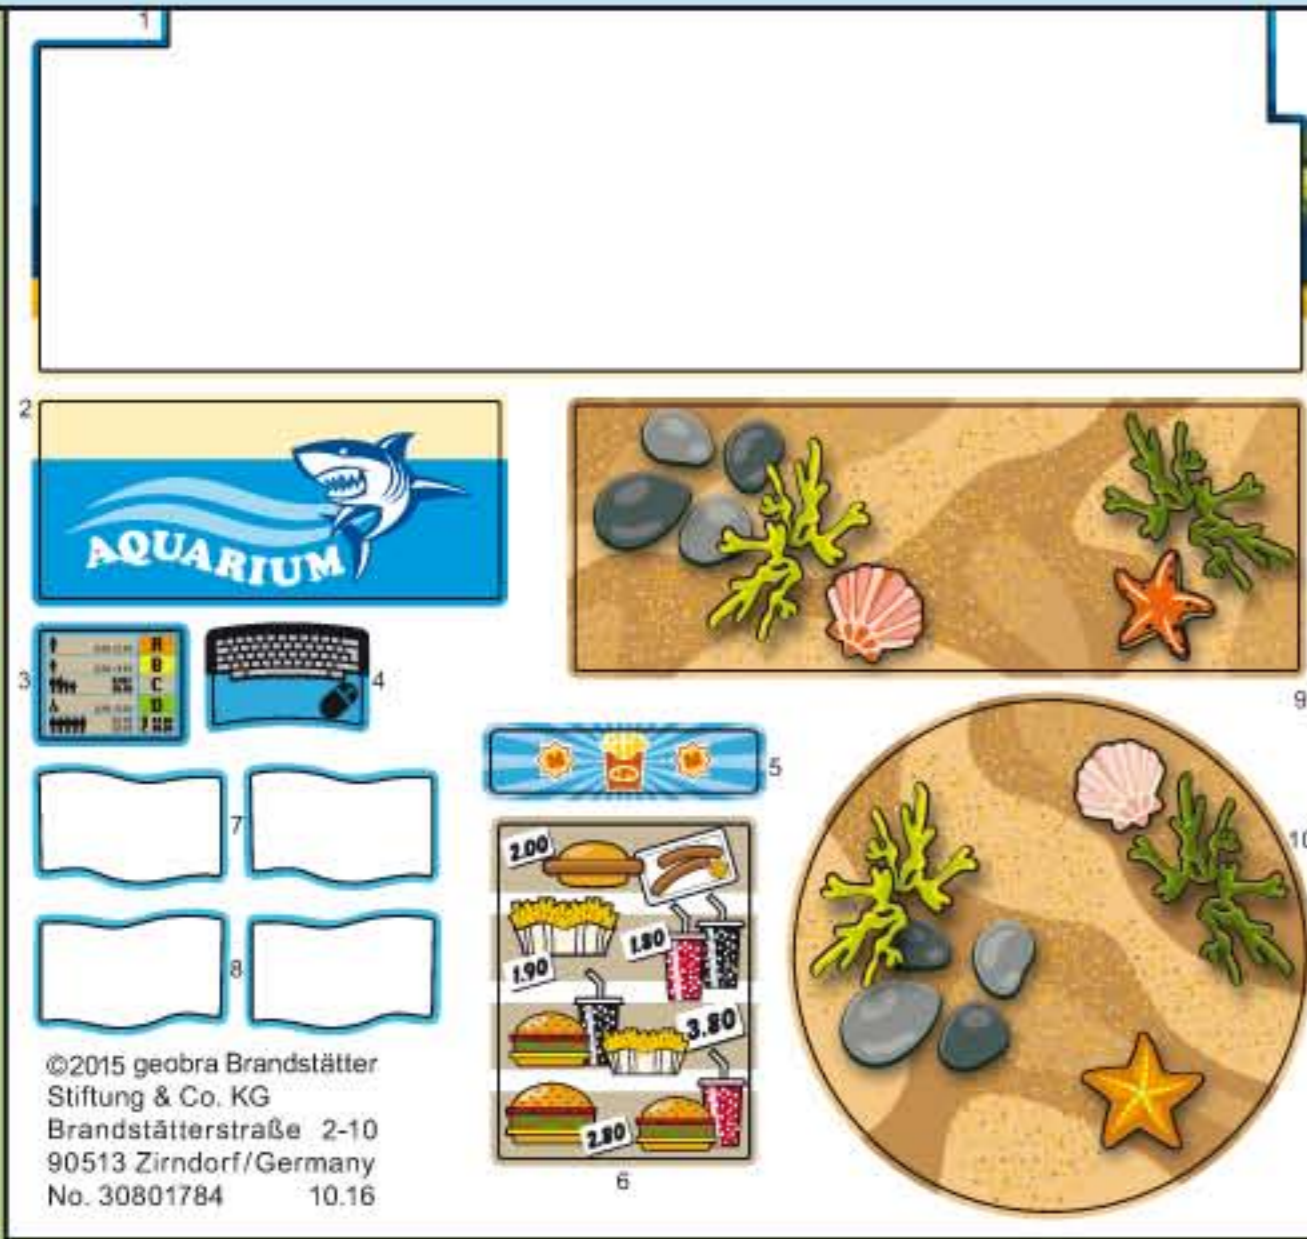 1
2
AQUARIUM
3
A
B
C
D
4
5
6
2.00
1.80
1.90
3.80
2.80
7
8
9
10
©2015 geobra Brandstätter
Stiftung & Co. KG
Brandstätterstraße 2-10
90513 Zirndorf/Germany
No. 30801784 10.16